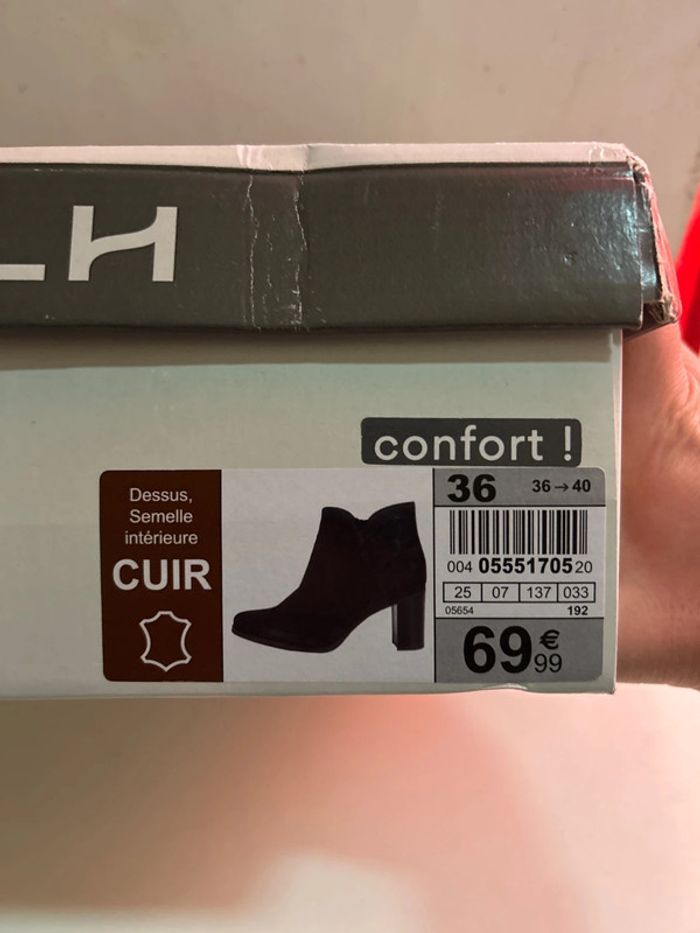 LH
confort !
Dessus,
Semelle
intérieure
CUIR
36 36→40
004 05551705 20
25 07 137 033
05654 192
69€99